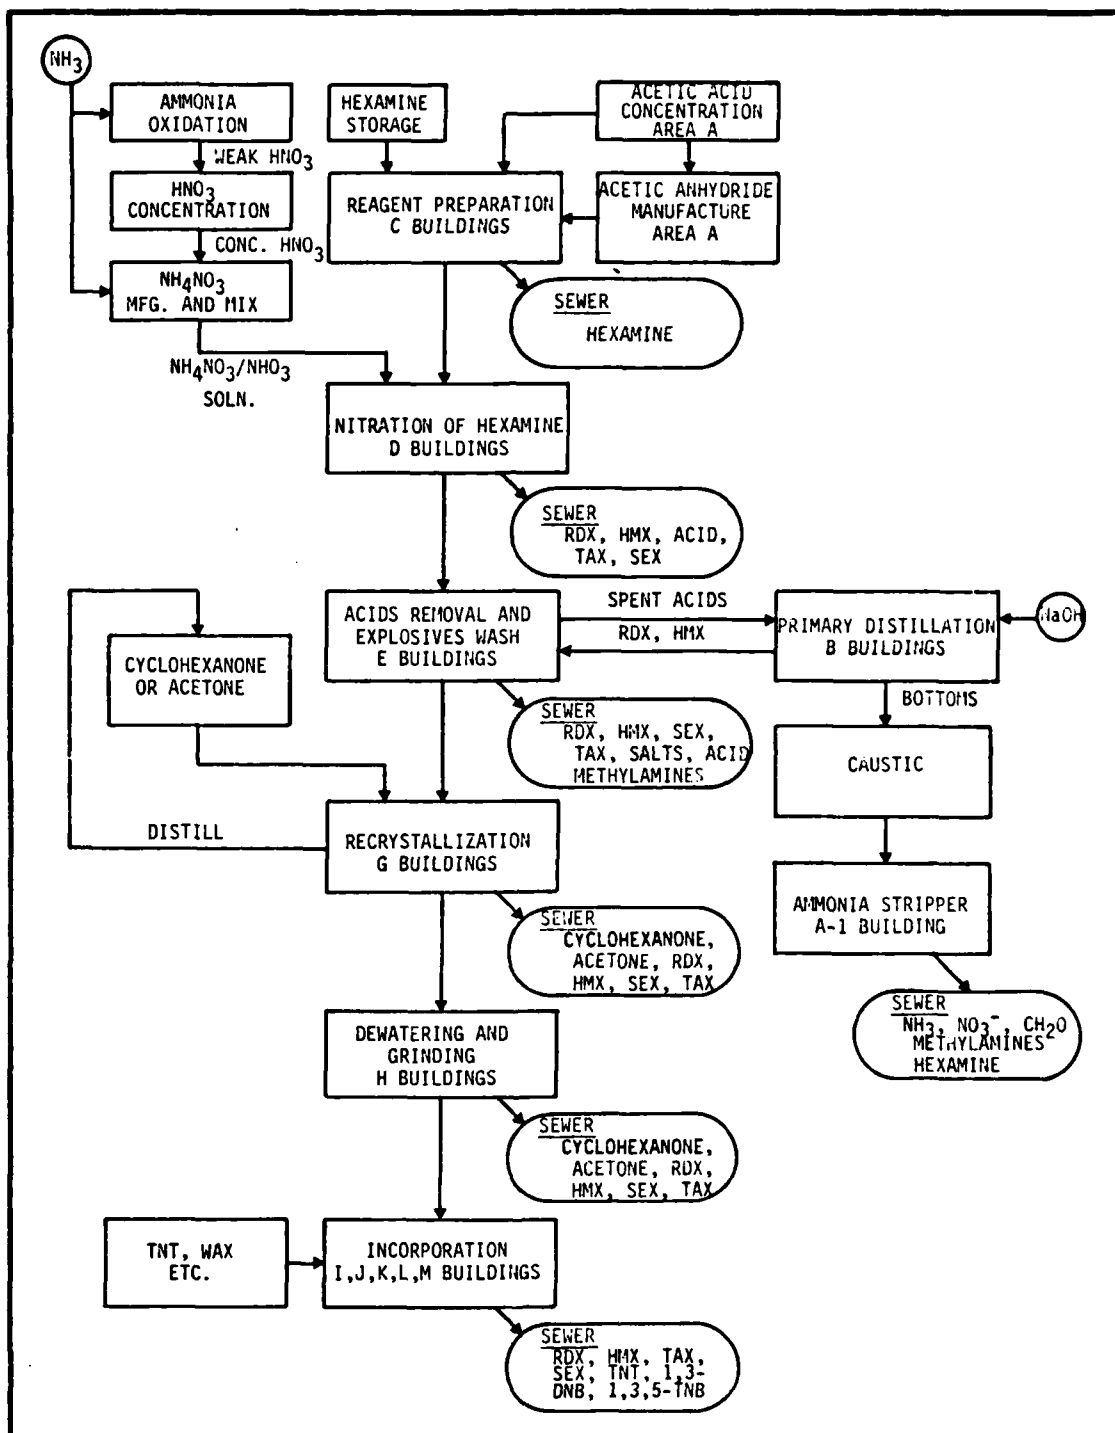 NH3
AMMONIA
OXIDATION
WEAK HNO3
HNO3
CONCENTRATION
CONC. HNO3
NH4NO3
MFG. AND MIX
NH4NO3/NHO3
SOLN.
HEXAMINE
STORAGE
ACETIC ACID
CONCENTRATION
AREA A
REAGENT PREPARATION
C BUILDINGS
ACETIC ANHYDRIDE
MANUFACTURE
AREA A
SEWER
HEXAMINE
NITRATION OF HEXAMINE
D BUILDINGS
SEWER
RDX, HMX, ACID,
TAX, SEX
ACIDS REMOVAL AND
EXPLOSIVES WASH
E BUILDINGS
SPENT ACIDS
RDX, HMX
PRIMARY DISTILLATION
B BUILDINGS
NaOH
CYCLOHEXANONE
OR ACETONE
SEWER
RDX, HMX, SEX,
TAX, SALTS, ACID
METHYLAMINES
BOTTOMS
CAUSTIC
DISTILL
RECRYSTALLIZATION
G BUILDINGS
AMMONIA STRIPPER
A-1 BUILDING
SEWER
CYCLOHEXANONE,
ACETONE, RDX,
HMX, SEX, TAX
SEWER
NH3, NO3-, CH2O
METHYLAMINES
HEXAMINE
DEWATERING AND
GRINDING
H BUILDINGS
SEWER
CYCLOHEXANONE,
ACETONE, RDX,
HMX, SEX, TAX
TNT, WAX
ETC.
INCORPORATION
I,J,K,L,M BUILDINGS
SEWER
RDX, HMX, TAX,
SEX, TNT, 1,3-
DNB, 1,3,5-TNB